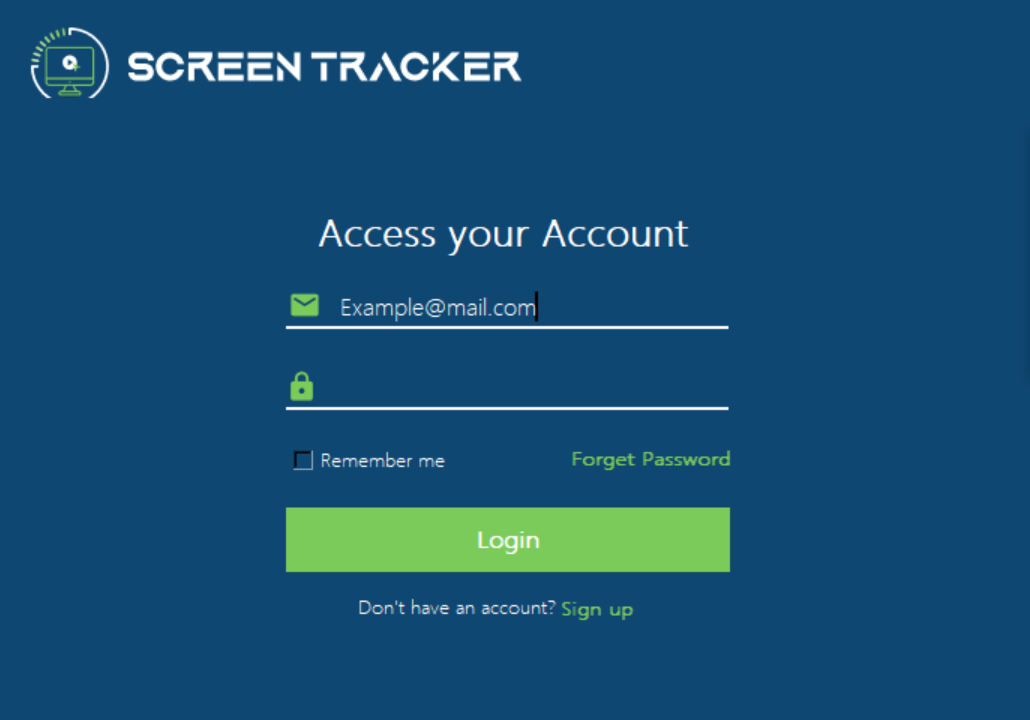 SCREEN TRACKER
Access your Account
Example@mail.com
Remember me Forget Password
Login
Don't have an account? Sign up